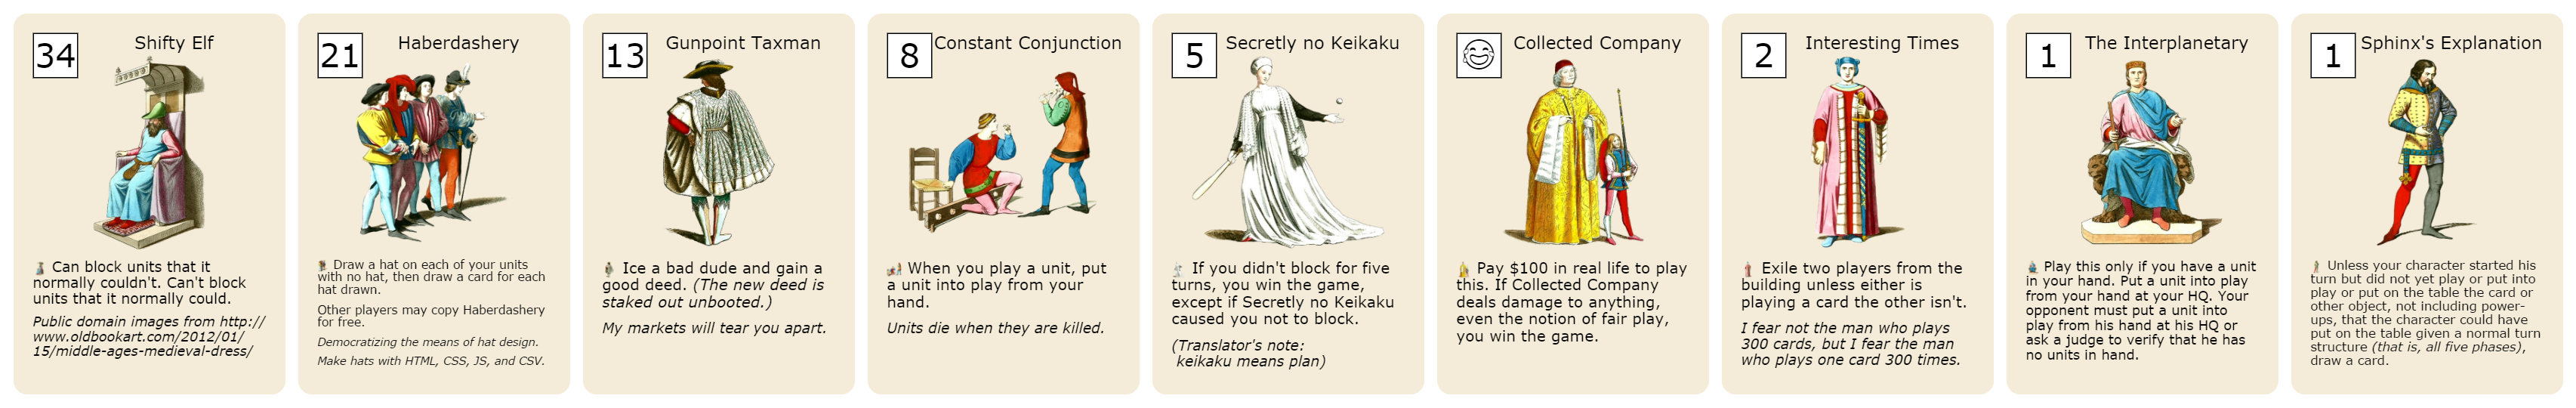 34
Shifty Elf
Can block units that it
normally couldn't. Can't block
units that it normally could.
Public domain images from http://
www.oldbookart.com/2012/01/
15/middle-ages-medieval-dress/
21
Haberdashery
Draw a hat on each of your units
with no hat, then draw a card for each
hat drawn.
Other players may copy Haberdashery
for free.
Democratizing the means of hat design.
Make hats with HTML, CSS, JS, and CSV.
13
Gunpoint Taxman
Ice a bad dude and gain a
good deed. (The new deed is
staked out unbooted.)
My markets will tear you apart.
8
Constant Conjunction
When you play a unit, put
a unit into play from your
hand.
Units die when they are killed.
5
Secretly no Keikaku
If you didn't block for five
turns, you win the game,
except if Secretly no Keikaku
caused you not to block.
(Translator's note:
keikaku means plan)
😂
Collected Company
Pay $100 in real life to play
this. If Collected Company
deals damage to anything,
even the notion of fair play,
you win the game.
2
Interesting Times
Exile two players from the
building unless either is
playing a card the other isn't.
I fear not the man who plays
300 cards, but I fear the man
who plays one card 300 times.
1
The Interplanetary
Play this only if you have a unit
in your hand. Put a unit into play
from your hand at your HQ. Your
opponent must put a unit into
play from his hand at his HQ or
ask a judge to verify that he has
no units in hand.
1
Sphinx's Explanation
Unless your character started his
turn but did not yet play or put into
play or put on the table the card or
other object, not including power-
ups, that the character could have
put on the table given a normal turn
structure (that is, all five phases),
draw a card.